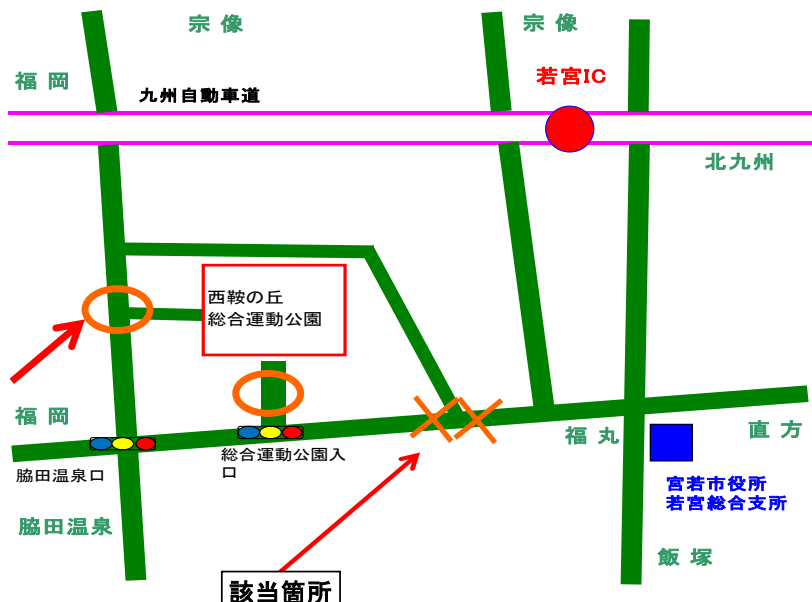 宗像
宗像
福岡
若宮IC
九州自動車道
北九州
西鞍の丘
総合運動公園
福岡
福丸
直方
総合運動公園入
口
脇田温泉口
宮若市役所
若宮総合支所
脇田温泉
飯塚
該当箇所